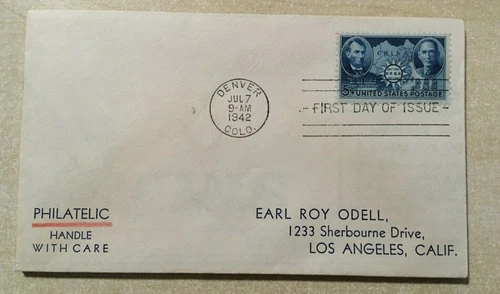 CHINA
5¢ UNITED STATES POSTAGE
DENVER
JUL 7
9-AM
1942
COLO.
FIRST DAY OF ISSUE
PHILATELIC
HANDLE
WITH CARE
EARL ROY ODELL,
1233 Sherbourne Drive,
LOS ANGELES, CALIF.